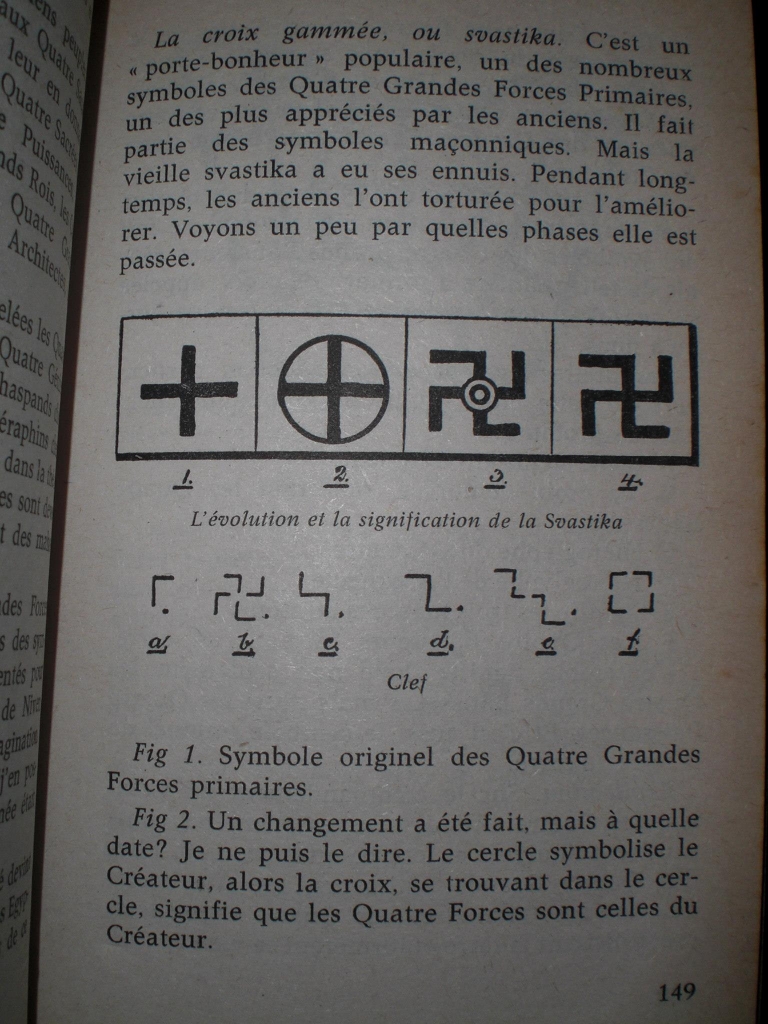 La croix gammée, ou svastika. C'est un
« porte-bonheur » populaire, un des nombreux
symboles des Quatre Grandes Forces Primaires,
un des plus appréciés par les anciens. Il fait
partie des symboles maçonniques. Mais la
vieille svastika a eu ses ennuis. Pendant long-
temps, les anciens l'ont torturée pour l'amélio-
rer. Voyons un peu par quelles phases elle est
passée.
1. 2. 3. 4.
L'évolution et la signification de la Svastika
a. b. c. d. e. f.
Clef
Fig 1. Symbole originel des Quatre Grandes
Forces primaires.
Fig 2. Un changement a été fait, mais à quelle
date? Je ne puis le dire. Le cercle symbolise le
Créateur, alors la croix, se trouvant dans le cer-
cle, signifie que les Quatre Forces sont celles du
Créateur.
149